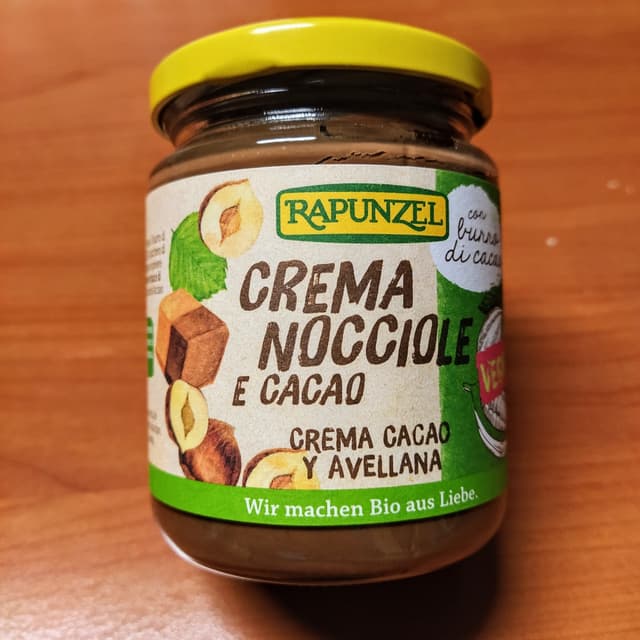 RAPUNZEL
con
burro
di cacao
CREMA
NOCCIOLE
E CACAO
CREMA CACAO
Y AVELLANA
Wir machen Bio aus Liebe.